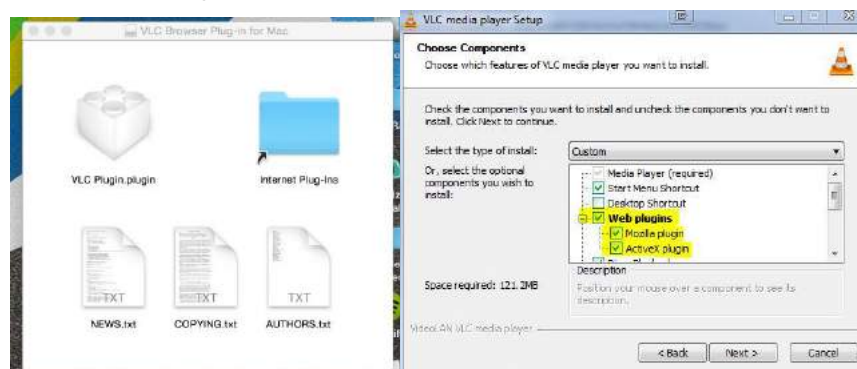 VLC Browser Plug-in for Mac
VLC Plugin.plugin
Internet Plug-Ins
TXT
TXT
TXT
NEWS.txt
COPYING.txt
AUTHORS.txt
VLC media player Setup
Choose Components
Choose which features of VLC media player you want to install.
Check the components you want to install and uncheck the components you don't want to
install. Click Next to continue.
Select the type of install:
Custom
Or, select the optional
components you wish to
install:
Media Player (required)
Start Menu Shortcut
Desktop Shortcut
Web plugins
Mozilla plugin
ActiveX plugin
Space required: 121.2MB
Description
Position your mouse over a component to see its
description.
VideoLAN VLC media player
< Back
Next >
Cancel